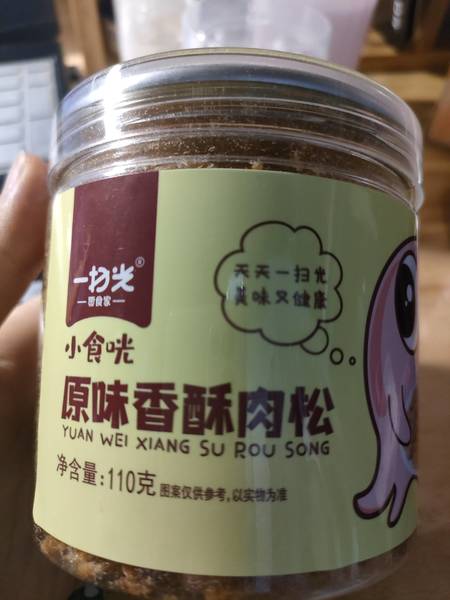 一扫光®
零食家
小食咣
天天一扫光
美味又健康
原味香酥肉松
YUAN WEI XIANG SU ROU SONG
净含量:110克 图案仅供参考,以实物为准